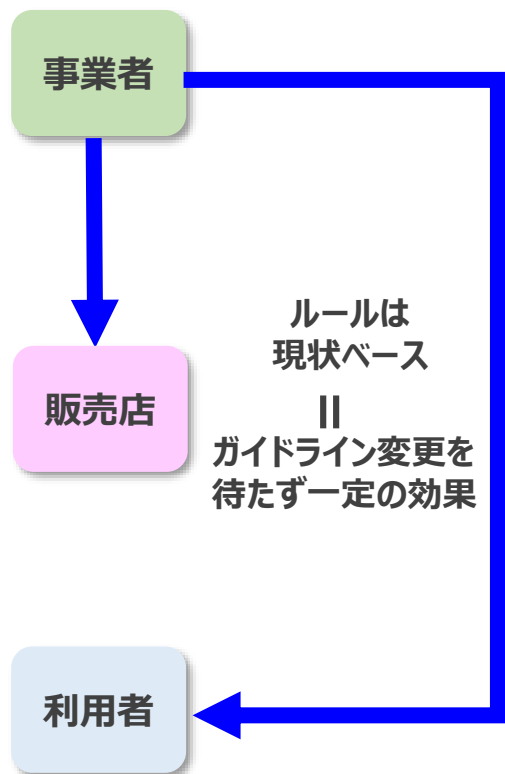 事業者
ルールは
現状ベース
||
ガイドライン変更を
待たず一定の効果
販売店
利用者